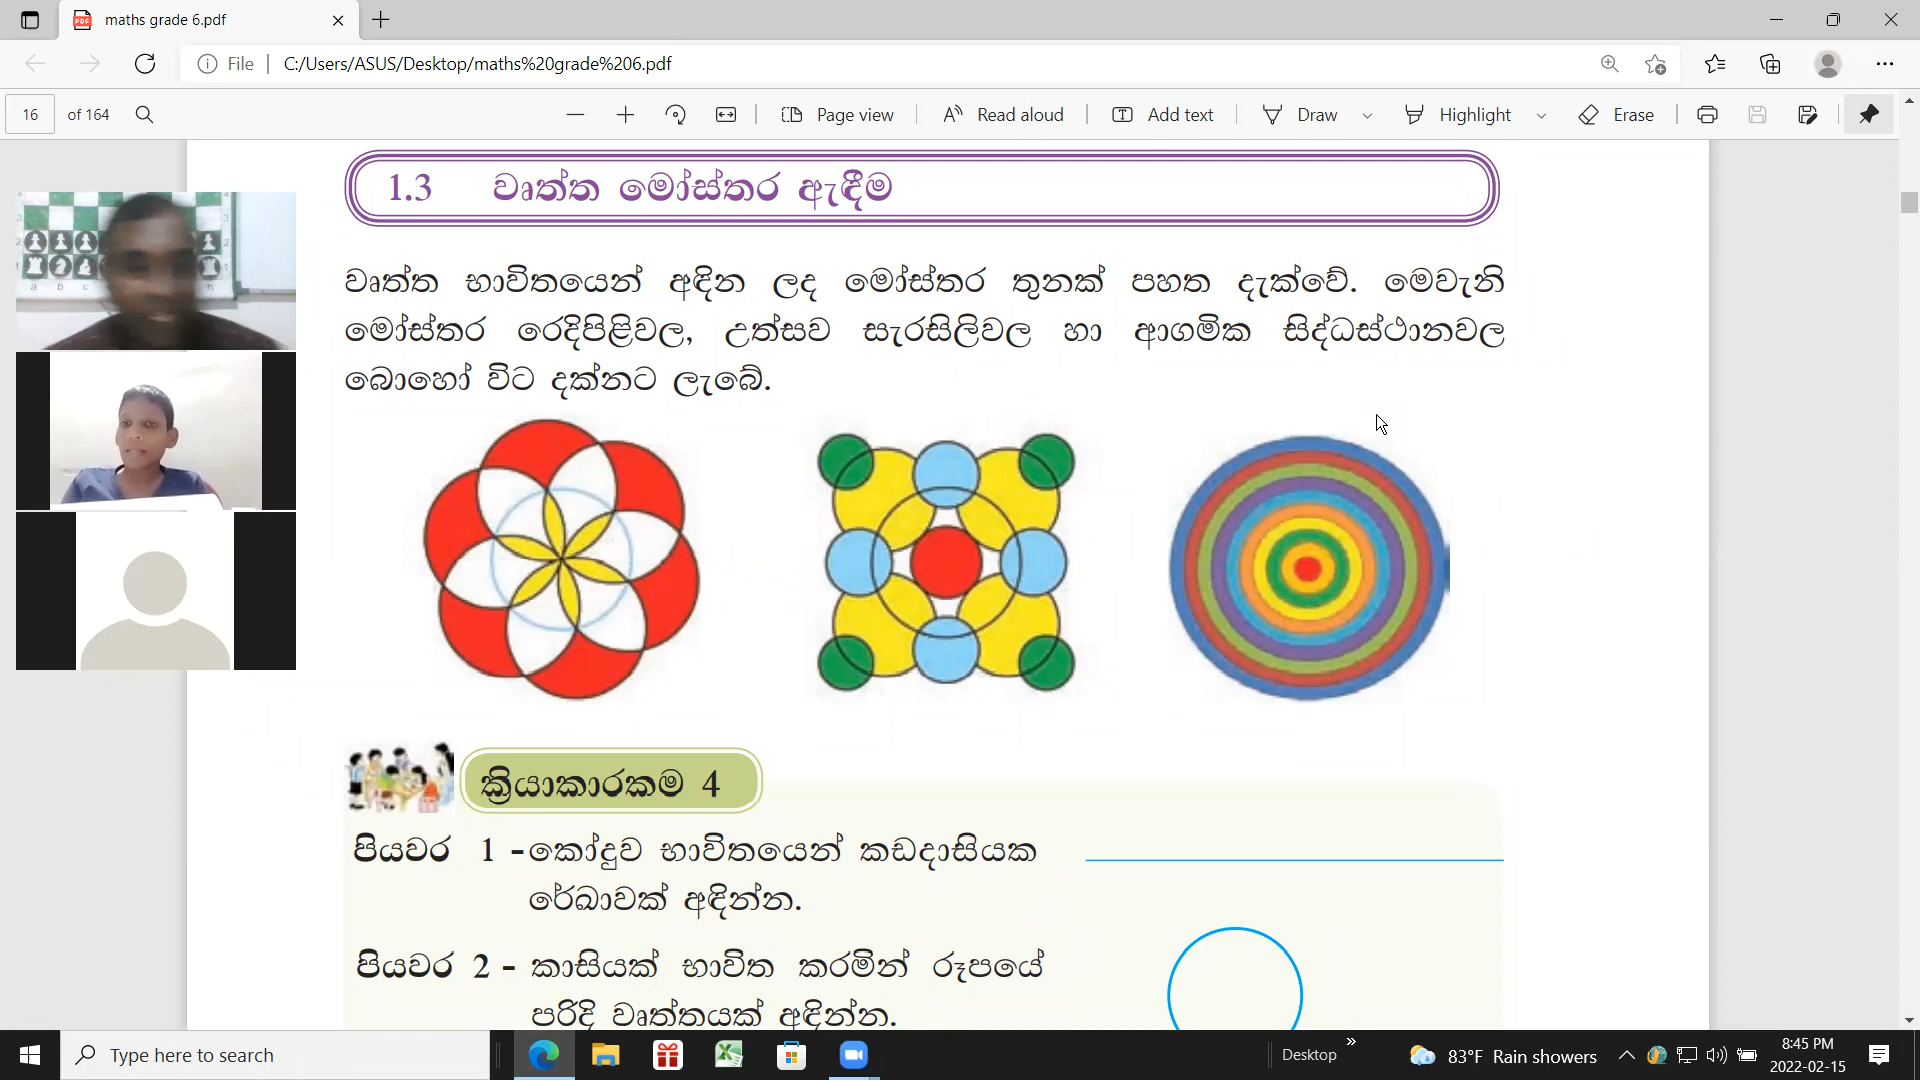 maths grade 6.pdf
File
C:/Users/ASUS/Desktop/maths%20grade%206.pdf
16 of 164
Page view
Read aloud
Add text
Draw
Highlight
Erase
1.3 වෘත්ත මෝස්තර ඇඳීම
වෘත්ත භාවිතයෙන් අඳින ලද මෝස්තර තුනක් පහත දැක්වේ. මෙවැනි
මෝස්තර රෙදිපිළිවල, උත්සව සැරසිලිවල හා ආගමික සිද්ධස්ථානවල
බොහෝ විට දක්නට ලැබේ.
ක්‍රියාකාරකම 4
පියවර 1 -කෝදුව භාවිතයෙන් කඩදාසියක
රේඛාවක් අඳින්න.
පියවර 2 - කාසියක් භාවිත කරමින් රූපයේ
පරිදි වෘත්තයක් අඳින්න.
a b c h
Type here to search
Desktop
83°F Rain showers
8:45 PM
2022-02-15